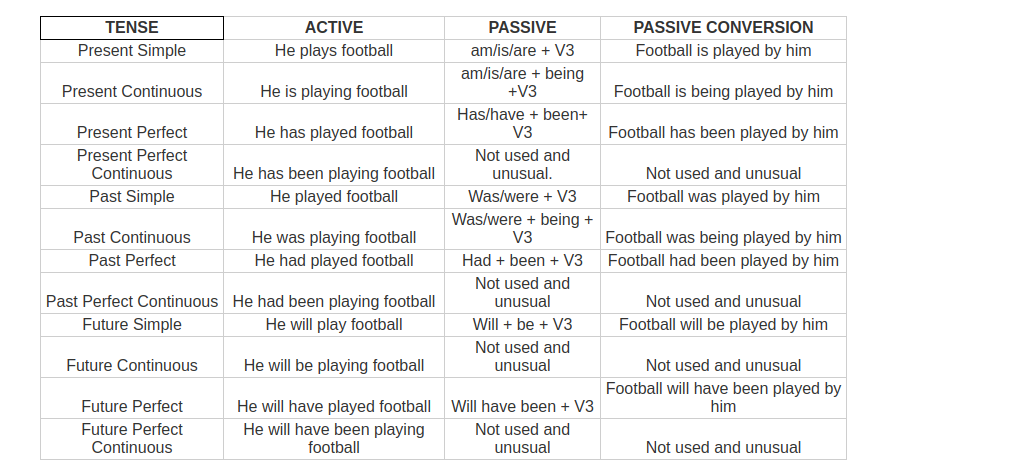 TENSE ACTIVE PASSIVE PASSIVE CONVERSION
Present Simple He plays football am/is/are + V3 Football is played by him
am/is/are + being
Present Continuous He is playing football +V3 Football is being played by him
Has/have + been+
Present Perfect He has played football V3 Football has been played by him
Present Perfect Not used and
Continuous He has been playing football unusual. Not used and unusual
Past Simple He played football Was/were + V3 Football was played by him
Was/were + being +
Past Continuous He was playing football V3 Football was being played by him
Past Perfect He had played football Had + been + V3 Football had been played by him
Not used and
Past Perfect Continuous He had been playing football unusual Not used and unusual
Future Simple He will play football Will + be + V3 Football will be played by him
Not used and
Future Continuous He will be playing football unusual Not used and unusual
Football will have been played by
Future Perfect He will have played football Will have been + V3 him
Future Perfect He will have been playing Not used and
Continuous football unusual Not used and unusual